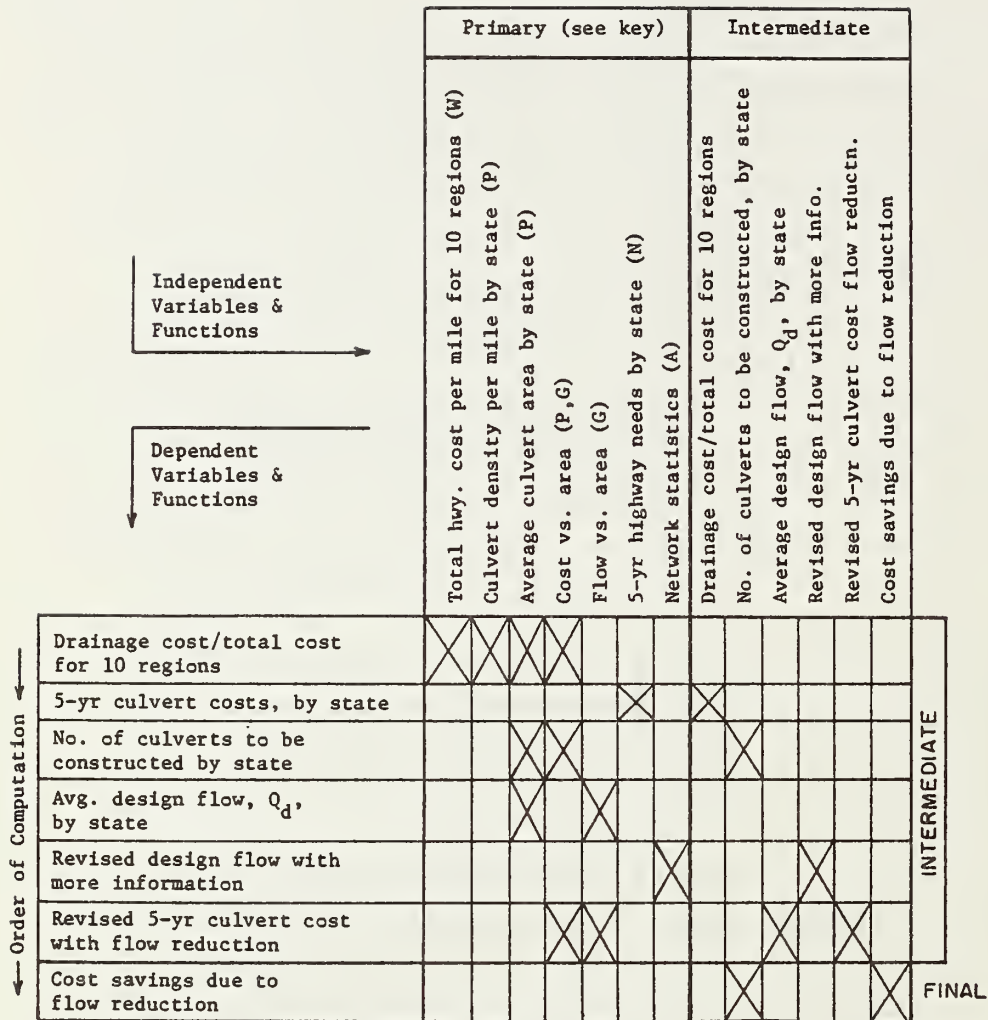 Primary (see key)
Intermediate
Total hwy. cost per mile for 10 regions (W)
Culvert density per mile by state (P)
Average culvert area by state (P)
Cost vs. area (P,G)
Flow vs. area (G)
5-yr highway needs by state (N)
Network statistics (A)
Drainage cost/total cost for 10 regions
No. of culverts to be constructed, by state
Average design flow, Qd, by state
Revised design flow with more info.
Revised 5-yr culvert cost flow reductn.
Cost savings due to flow reduction
Independent
Variables &
Functions
Dependent
Variables &
Functions
Order of Computation
Drainage cost/total cost
for 10 regions
5-yr culvert costs, by state
No. of culverts to be
constructed by state
Avg. design flow, Qd,
by state
Revised design flow with
more information
Revised 5-yr culvert cost
with flow reduction
Cost savings due to
flow reduction
INTERMEDIATE
FINAL